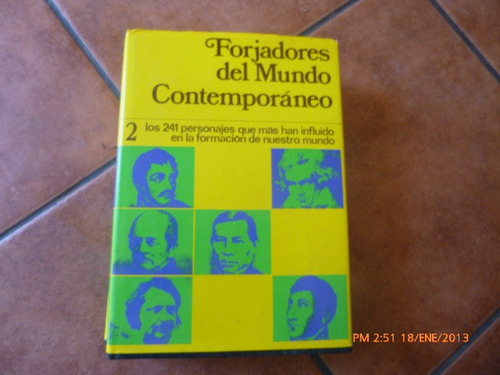 Forjadores
del Mundo
Contemporáneo
2 los 241 personajes que más han influido
en la formación de nuestro mundo
PM 2:51 18/ENE/2013